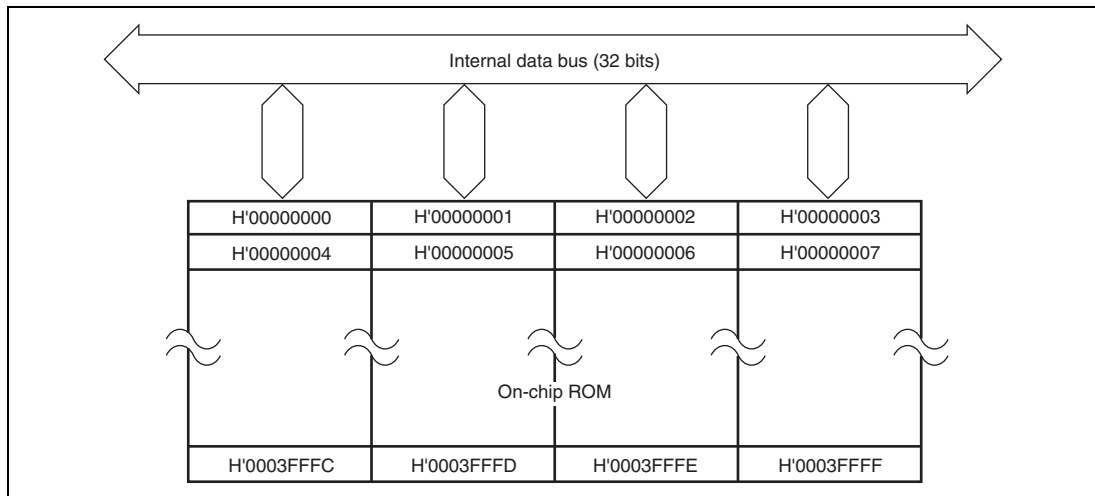 Internal data bus (32 bits)
H'00000000 H'00000001 H'00000002 H'00000003
H'00000004 H'00000005 H'00000006 H'00000007
On-chip ROM
H'0003FFFC H'0003FFFD H'0003FFFE H'0003FFFF